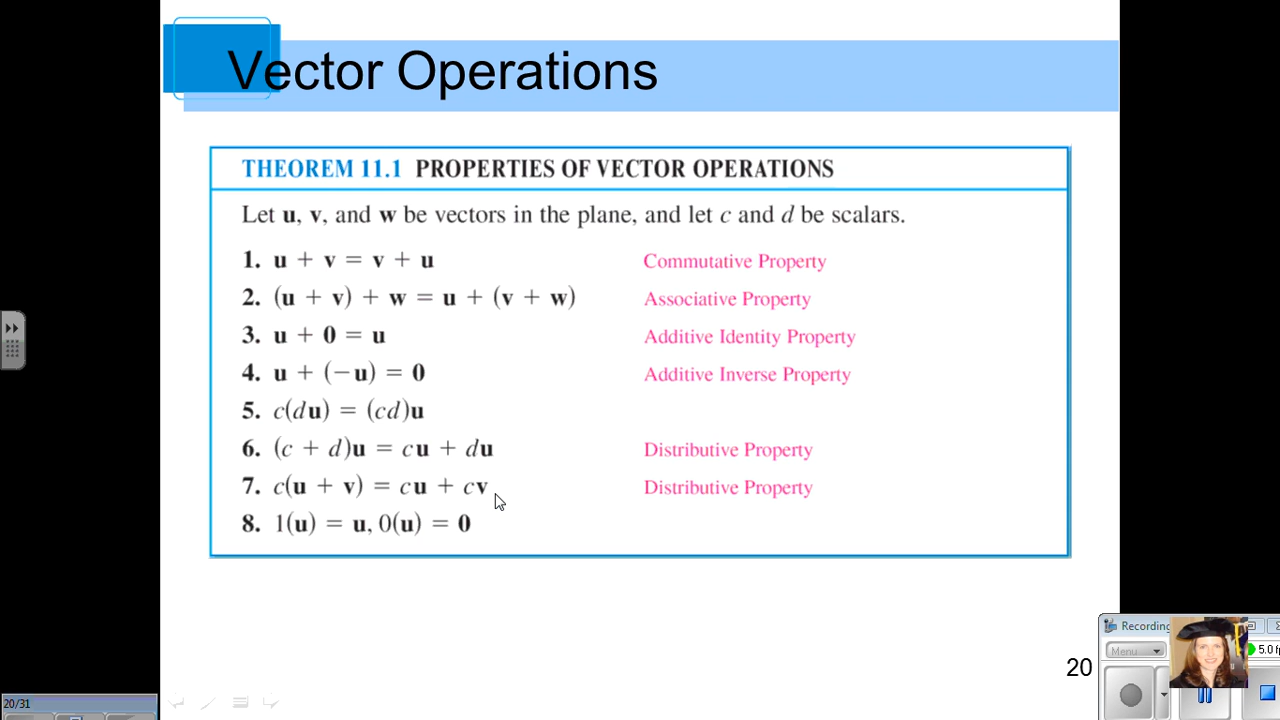 Vector Operations
THEOREM 11.1 PROPERTIES OF VECTOR OPERATIONS
Let u, v, and w be vectors in the plane, and let c and d be scalars.
1. u + v = v + u Commutative Property
2. (u + v) + w = u + (v + w) Associative Property
3. u + 0 = u Additive Identity Property
4. u + (−u) = 0 Additive Inverse Property
5. c(du) = (cd)u
6. (c + d)u = cu + du Distributive Property
7. c(u + v) = cu + cv Distributive Property
8. 1(u) = u, 0(u) = 0
Recording
Menu
5.0
20
20/31